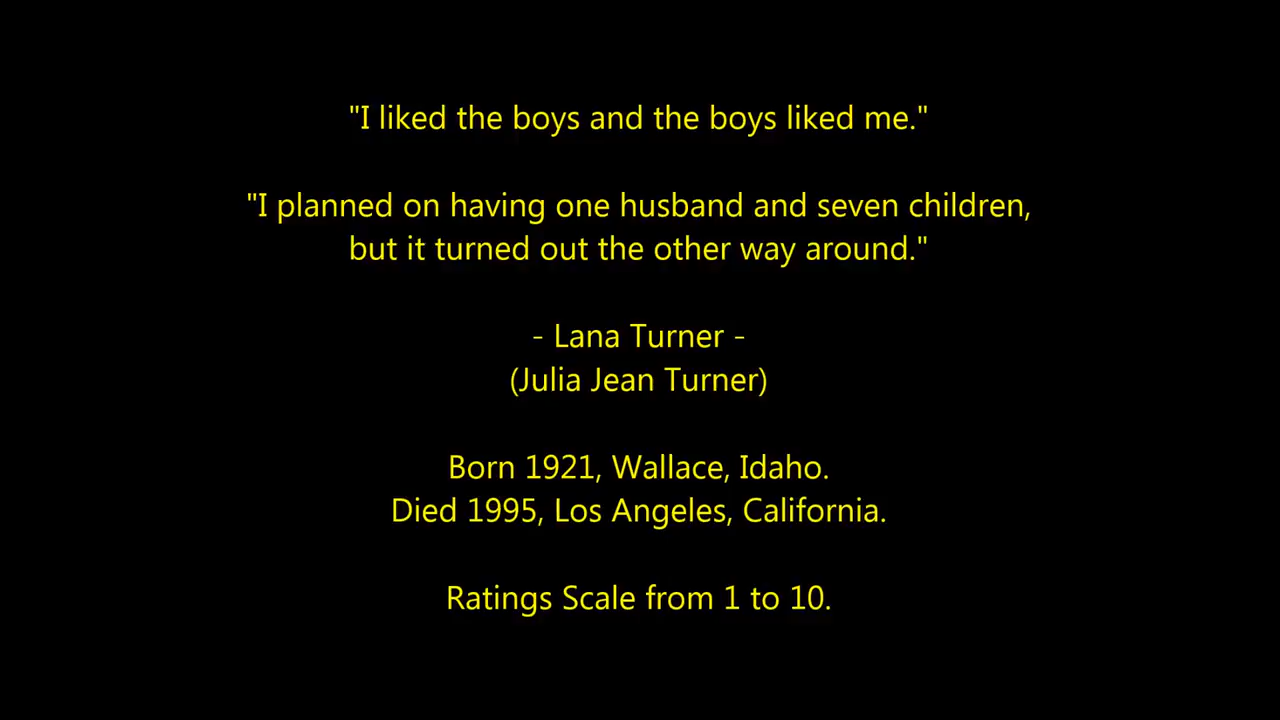 "I liked the boys and the boys liked me."
"I planned on having one husband and seven children,
but it turned out the other way around."
- Lana Turner -
(Julia Jean Turner)
Born 1921, Wallace, Idaho.
Died 1995, Los Angeles, California.
Ratings Scale from 1 to 10.